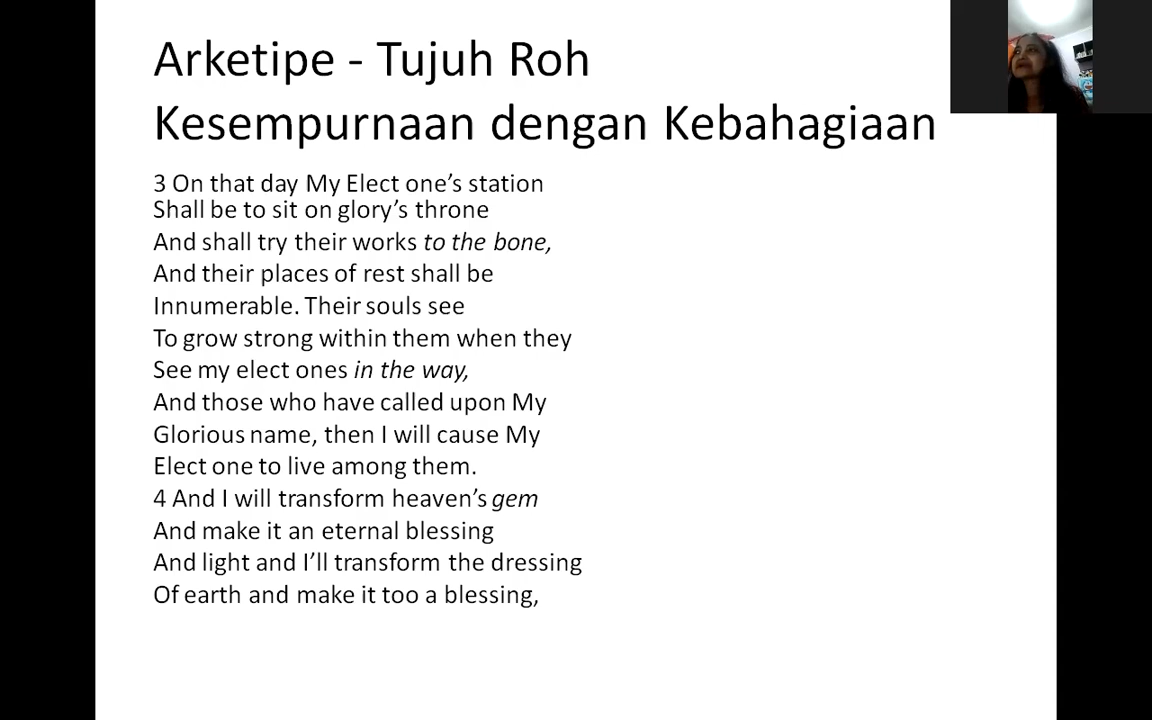 Arketipe - Tujuh Roh
Kesempurnaan dengan Kebahagiaan
3 On that day My Elect one’s station
Shall be to sit on glory’s throne
And shall try their works to the bone,
And their places of rest shall be
Innumerable. Their souls see
To grow strong within them when they
See my elect ones in the way,
And those who have called upon My
Glorious name, then I will cause My
Elect one to live among them.
4 And I will transform heaven’s gem
And make it an eternal blessing
And light and I’ll transform the dressing
Of earth and make it too a blessing,